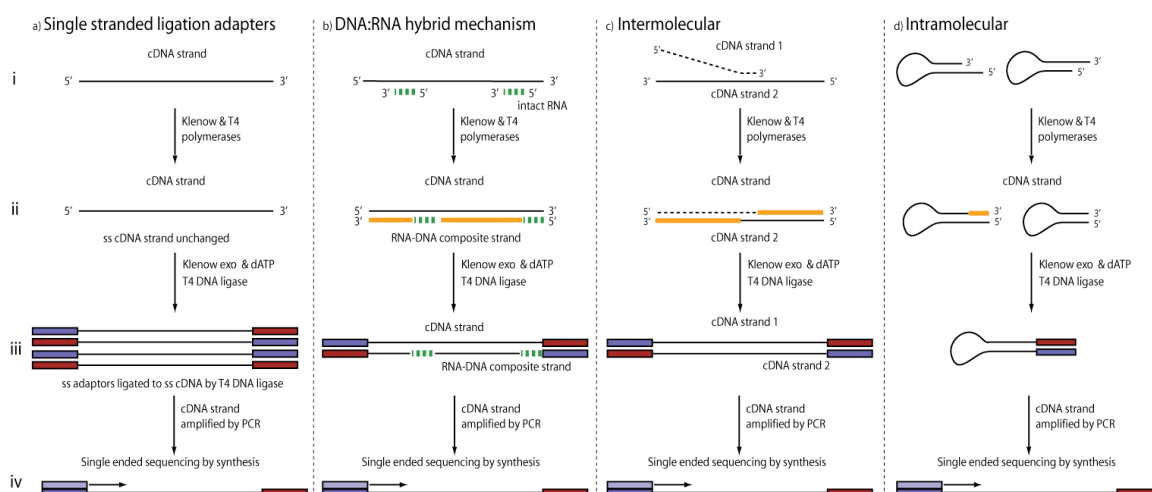 a) Single stranded ligation adapters
b) DNA:RNA hybrid mechanism
c) Intermolecular
d) Intramolecular
i
cDNA strand
5’ 3’
cDNA strand
5’ 3’
3’ 5’ 3’ 5’
intact RNA
5’
cDNA strand 1
3’
3’ 5’
cDNA strand 2
3’
5’
3’
5’
Klenow & T4
polymerases
Klenow & T4
polymerases
Klenow & T4
polymerases
Klenow & T4
polymerases
ii
cDNA strand
5’ 3’
ss cDNA strand unchanged
cDNA strand
5’ 3’
3’ 5’
RNA-DNA composite strand
cDNA strand
5’ 3’
3’ 5’
cDNA strand 2
cDNA strand
3’
5’
3’
5’
Klenow exo & dATP
T4 DNA ligase
Klenow exo & dATP
T4 DNA ligase
Klenow exo & dATP
T4 DNA ligase
Klenow exo & dATP
T4 DNA ligase
iii
ss adaptors ligated to ss cDNA by T4 DNA ligase
cDNA strand
RNA-DNA composite strand
cDNA strand 1
cDNA strand 2
cDNA strand
amplified by PCR
cDNA strand
amplified by PCR
cDNA strand
amplified by PCR
cDNA strand
amplified by PCR
iv
Single ended sequencing by synthesis
Single ended sequencing by synthesis
Single ended sequencing by synthesis
Single ended sequencing by synthesis